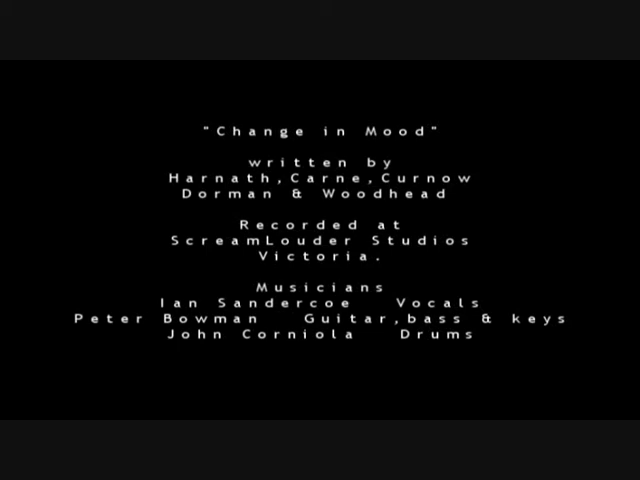 "Change in Mood"
written by
Harnath,Carne,Curnow
Dorman & Woodhead
Recorded at
ScreamLouder Studios
Victoria.
Musicians
Ian Sandercoe Vocals
Peter Bowman Guitar,bass & keys
John Corniola Drums